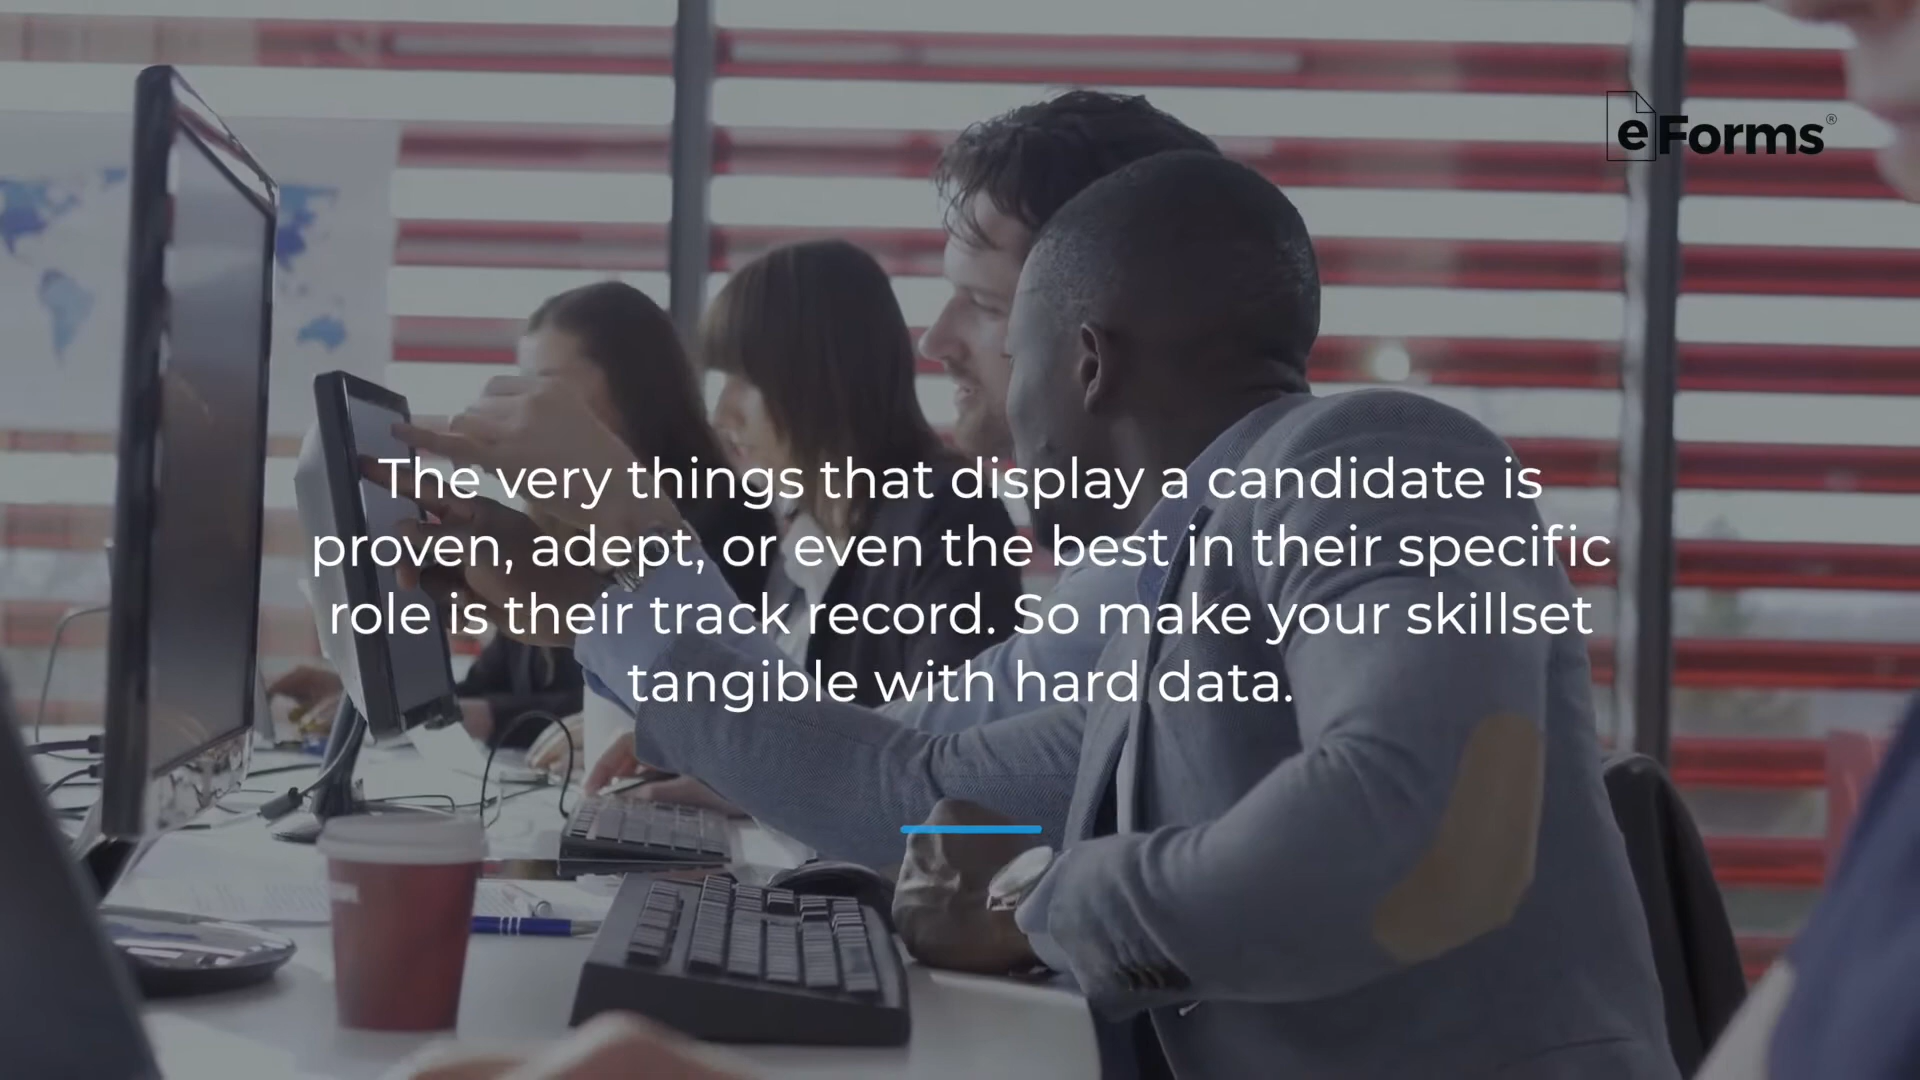 eForms®
The very things that display a candidate is
proven, adept, or even the best in their specific
role is their track record. So make your skillset
tangible with hard data.